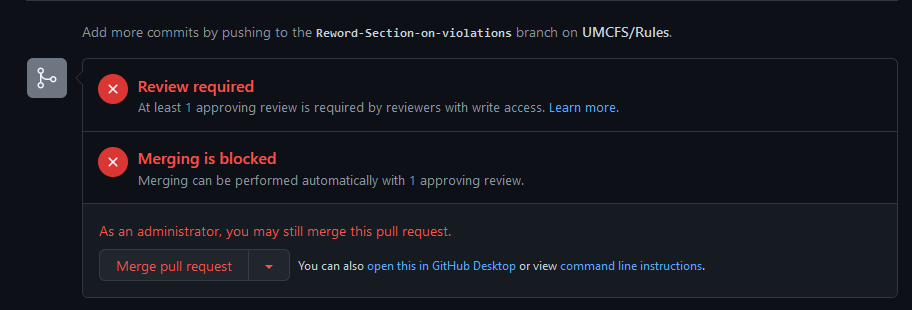 Add more commits by pushing to the Reword-Section-on-violations branch on UMCFS/Rules.
Review required
At least 1 approving review is required by reviewers with write access. Learn more.
Merging is blocked
Merging can be performed automatically with 1 approving review.
As an administrator, you may still merge this pull request.
Merge pull request You can also open this in GitHub Desktop or view command line instructions.